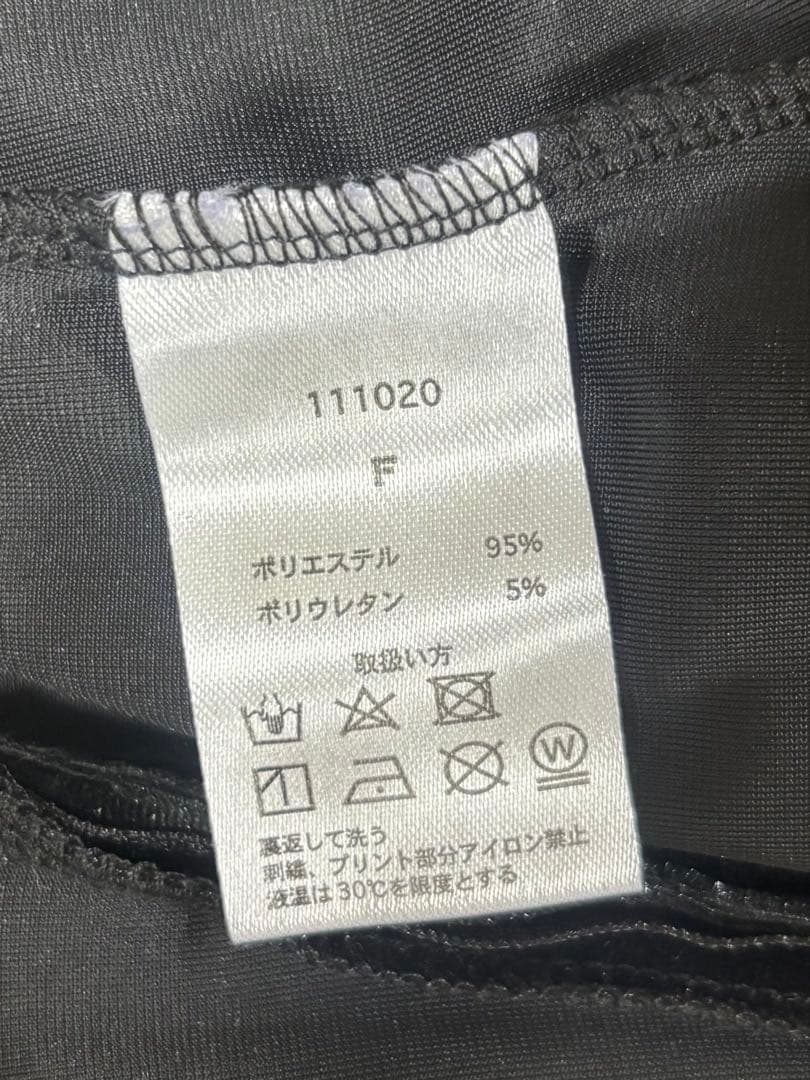 111020
F
ポリエステル 95%
ポリウレタン 5%
取扱い方
W
裏返して洗う
刺繍、プリント部分アイロン禁止
液温は30℃を限度とする